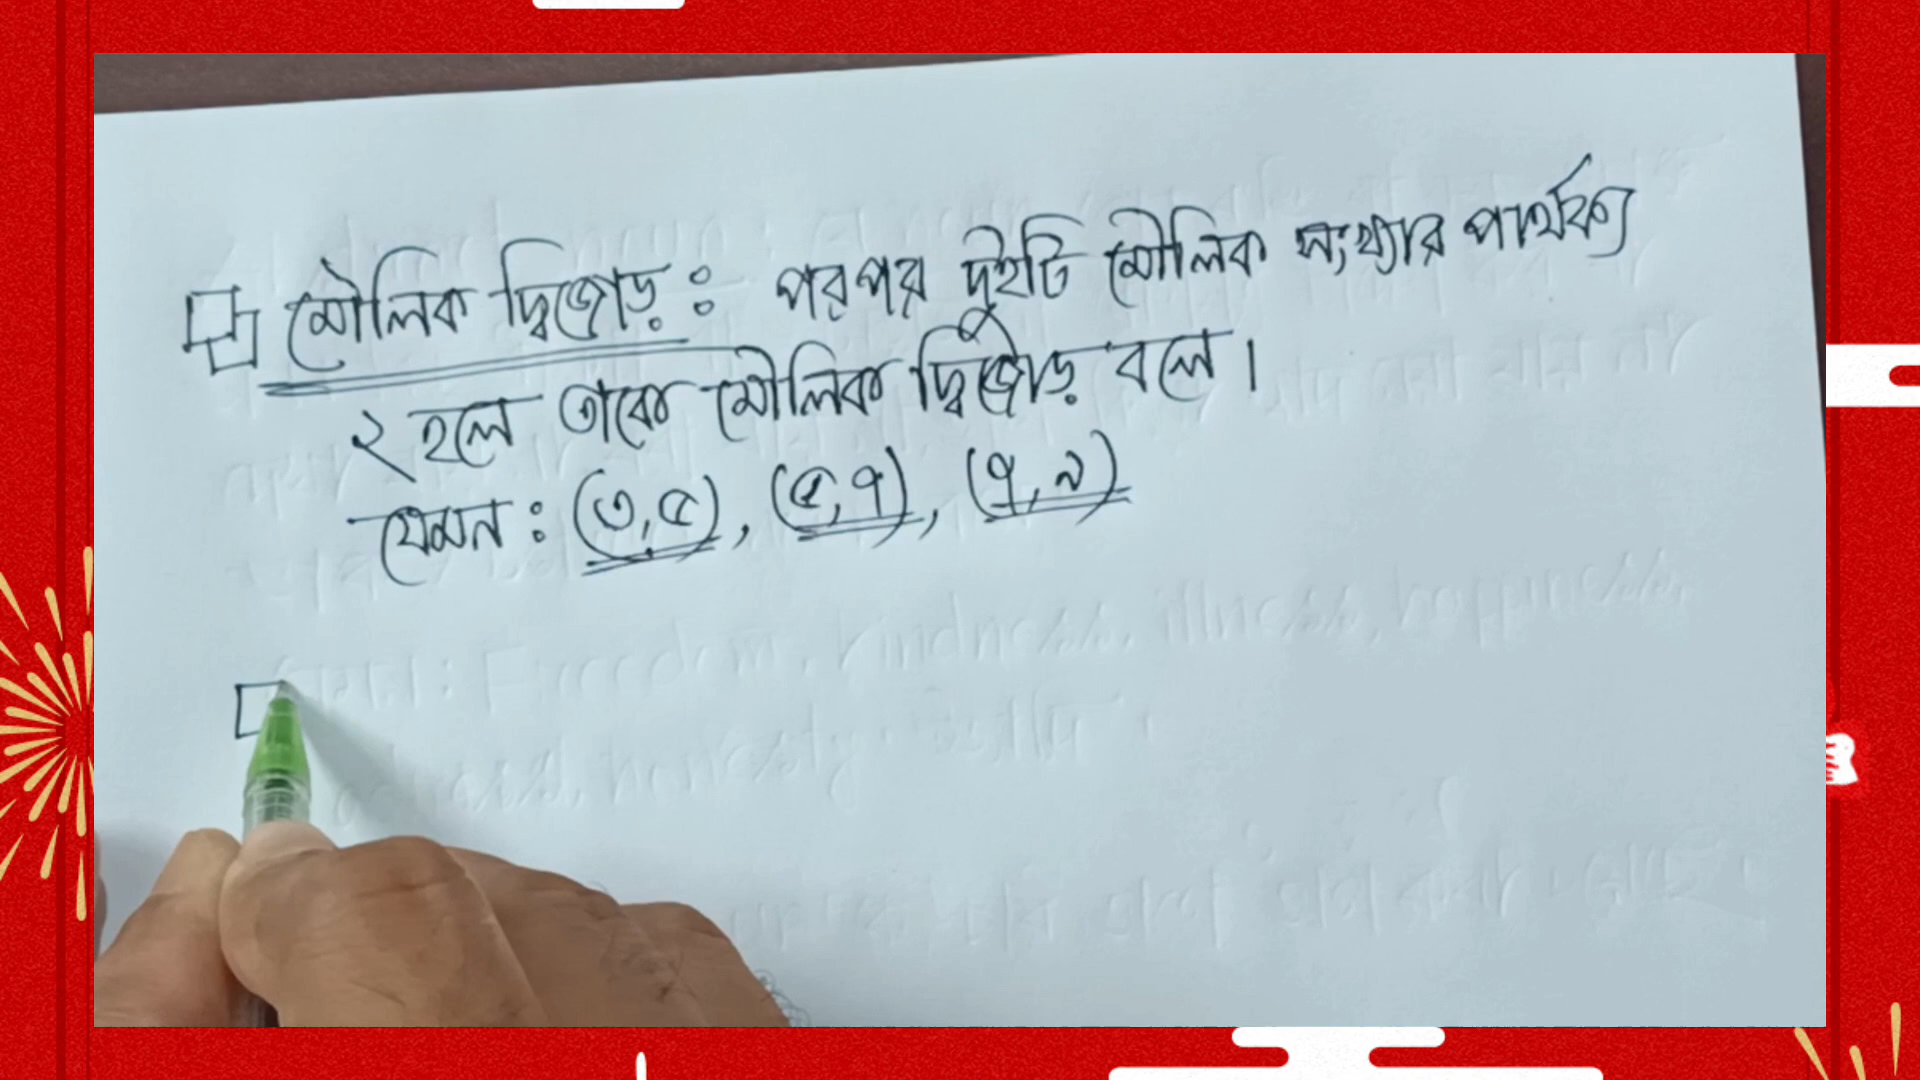 মৌলিক দ্বিজোড়: পরপর দুইটি মৌলিক সংখ্যার পার্থক্য
২ হলে তাকে মৌলিক দ্বিজোড় বলে।
যেমন: (৩,৫), (৫,৭), (৭,৯)